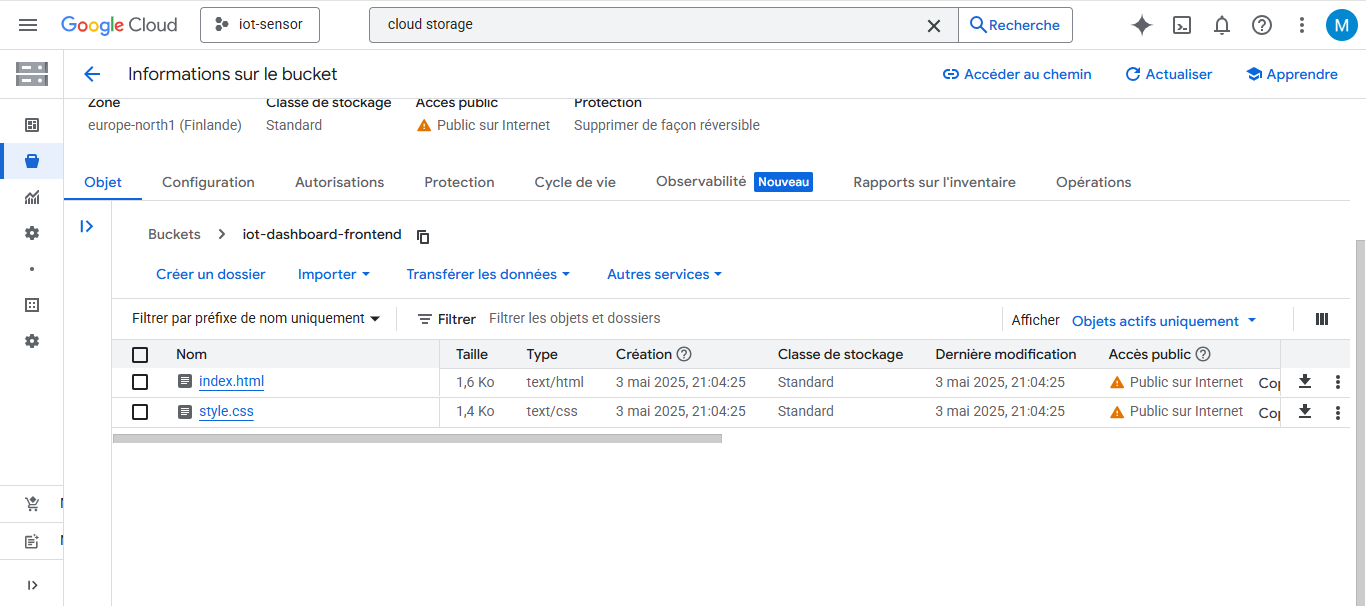 Google Cloud iot-sensor cloud storage Recherche M
Informations sur le bucket Accéder au chemin Actualiser Apprendre
Zone Classe de stockage Accès public Protection
europe-north1 (Finlande) Standard Public sur Internet Supprimer de façon réversible
Objet Configuration Autorisations Protection Cycle de vie Observabilité Nouveau Rapports sur l'inventaire Opérations
Buckets iot-dashboard-frontend
Créer un dossier Importer Transférer les données Autres services
Filtrer par préfixe de nom uniquement Filtrer Filtrer les objets et dossiers Afficher Objets actifs uniquement
Nom Taille Type Création Classe de stockage Dernière modification Accès public
index.html 1,6 Ko text/html 3 mai 2025, 21:04:25 Standard 3 mai 2025, 21:04:25 Public sur Internet Cop
style.css 1,4 Ko text/css 3 mai 2025, 21:04:25 Standard 3 mai 2025, 21:04:25 Public sur Internet Cop